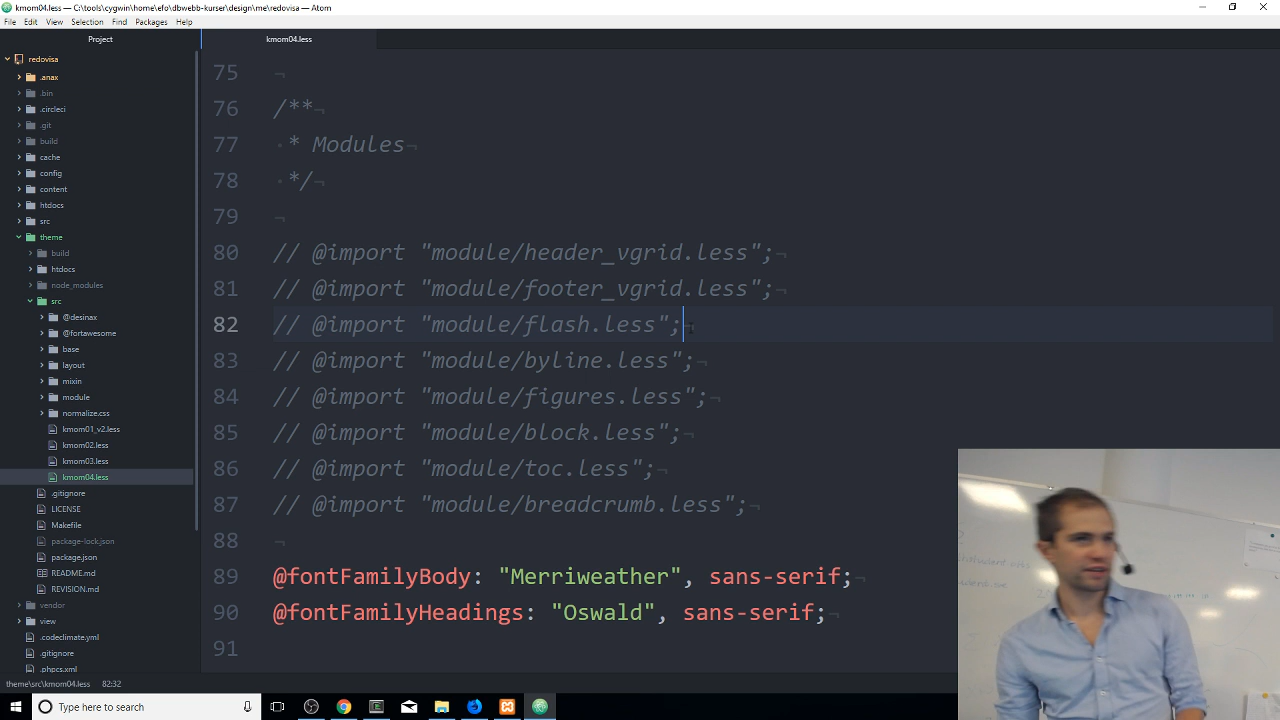 kmom04.less — C:\tools\cygwin\home\efo\dbwebb-kurser\design\me\redovisa — Atom
File Edit View Selection Find Packages Help
Project
kmom04.less
redovisa
.anax
.bin
.circleci
.git
build
cache
config
content
htdocs
src
theme
build
htdocs
node_modules
src
@desinax
@fortawesome
base
layout
mixin
module
normalize.css
kmom01_v2.less
kmom02.less
kmom03.less
kmom04.less
.gitignore
LICENSE
Makefile
package-lock.json
package.json
README.md
REVISION.md
vendor
view
.codeclimate.yml
.gitignore
.phpcs.xml
75
76 /**
77 * Modules
78 */
79
80 // @import "module/header_vgrid.less";
81 // @import "module/footer_vgrid.less";
82 // @import "module/flash.less";
83 // @import "module/byline.less";
84 // @import "module/figures.less";
85 // @import "module/block.less";
86 // @import "module/toc.less";
87 // @import "module/breadcrumb.less";
88
89 @fontFamilyBody: "Merriweather", sans-serif;
90 @fontFamilyHeadings: "Oswald", sans-serif;
91
theme\src\kmom04.less 82:32
Type here to search